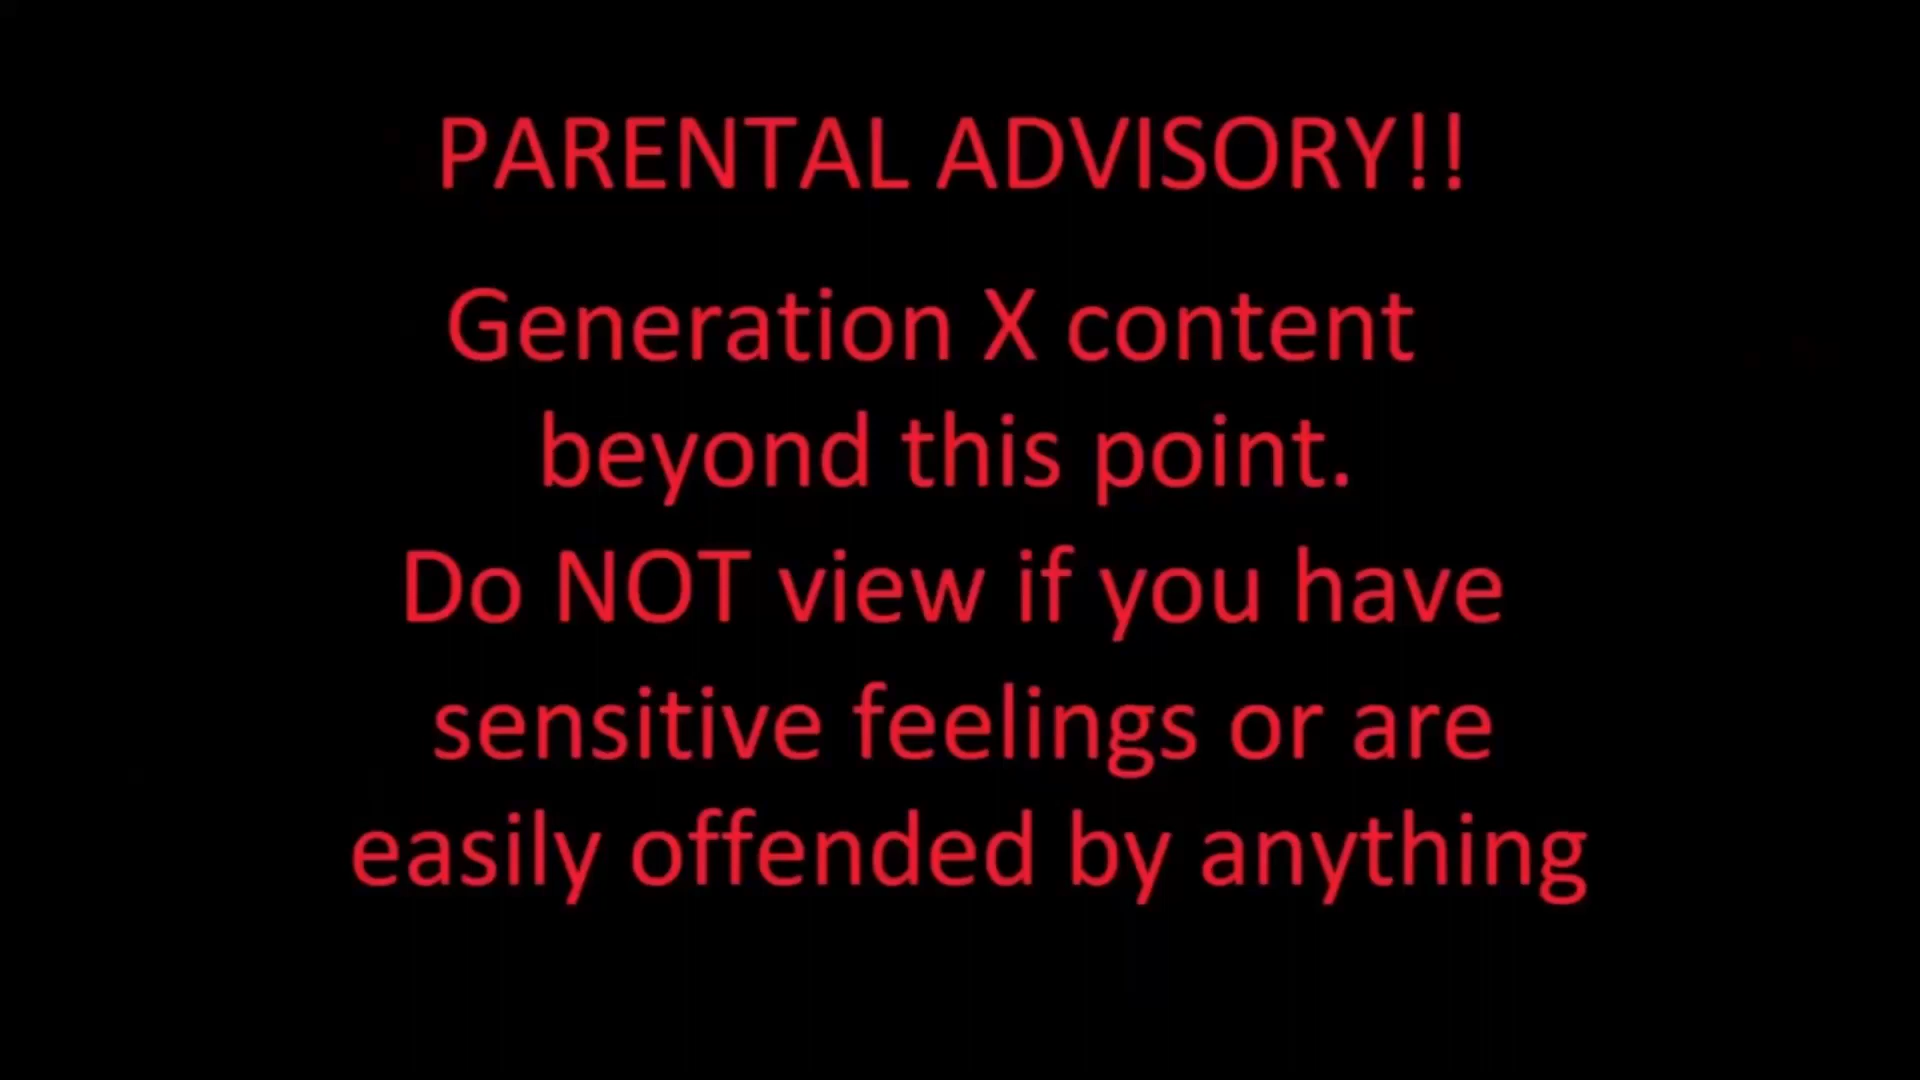 PARENTAL ADVISORY!!
Generation X content
beyond this point.
Do NOT view if you have
sensitive feelings or are
easily offended by anything